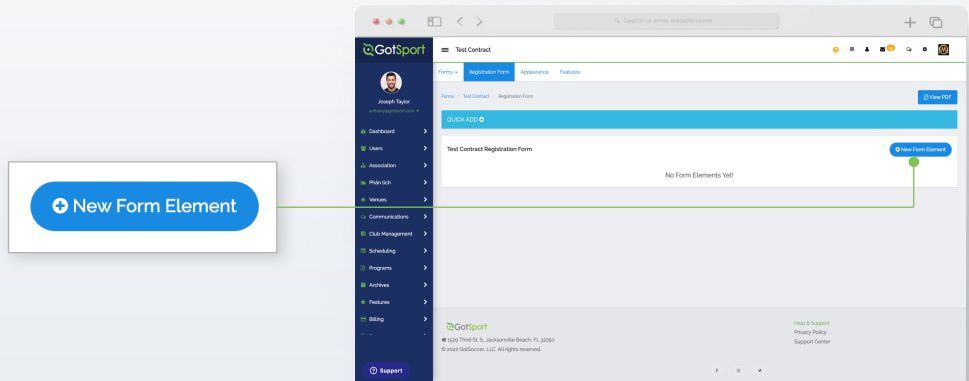 Search or enter website name
GotSport
Test Contract
Joseph Taylor
Forms
Registration Form
Appearance
Features
Forms / Test Contract / Registration Form
View PDF
QUICK ADD
Test Contract Registration Form
New Form Element
No Form Elements Yet!
Dashboard
Users
Association
Phân tích
Venues
Communications
Club Management
Scheduling
Programs
Archives
Features
Billing
Support
New Form Element
GotSport
1529 Third St. S., Jacksonville Beach, FL 32250
© 2022 GotSoccer, LLC. All rights reserved.
Help & Support
Privacy Policy
Support Center